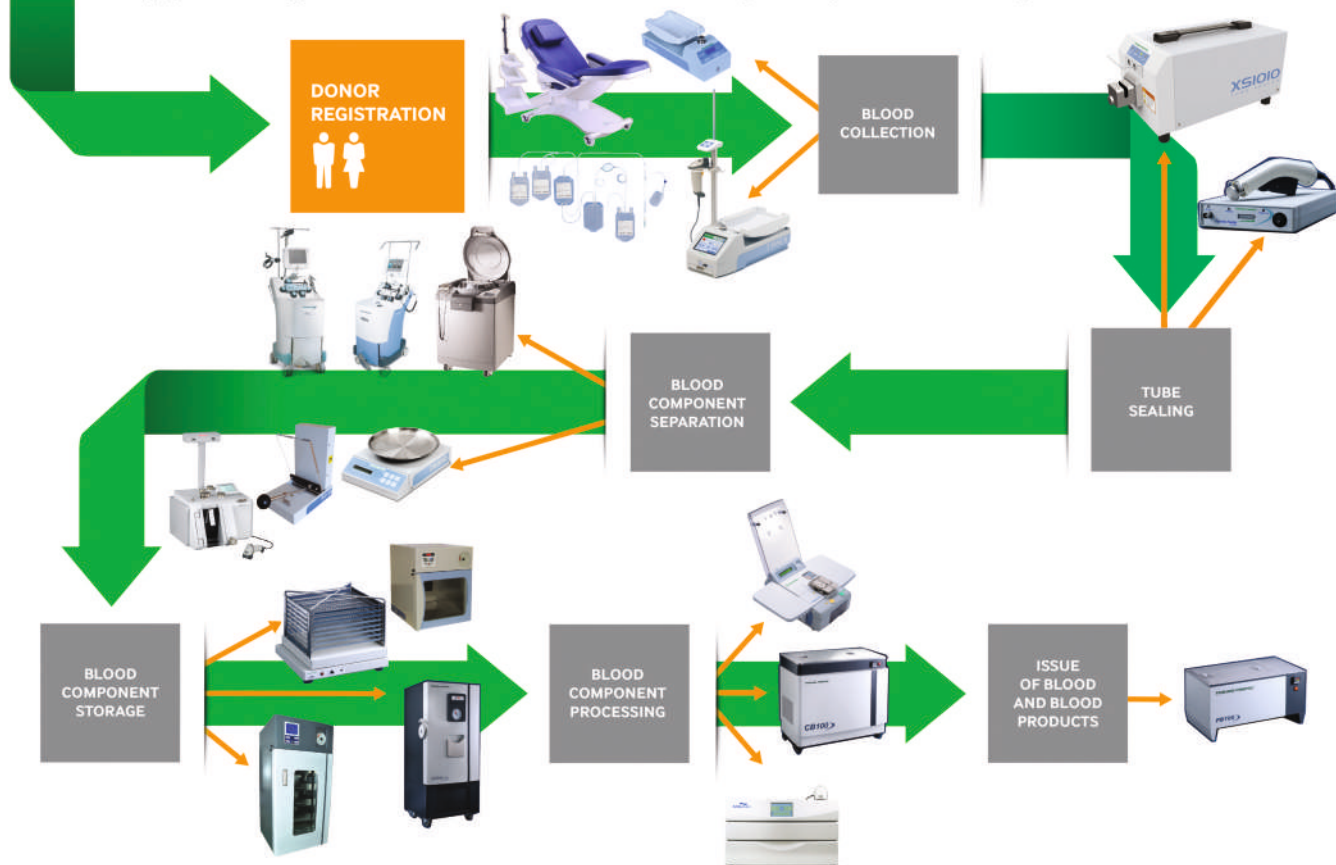 DONOR
REGISTRATION
BLOOD
COLLECTION
XS1010
BLOOD
COMPONENT
SEPARATION
TUBE
SEALING
BLOOD
COMPONENT
STORAGE
BLOOD
COMPONENT
PROCESSING
CB100
ISSUE
OF BLOOD
AND BLOOD
PRODUCTS